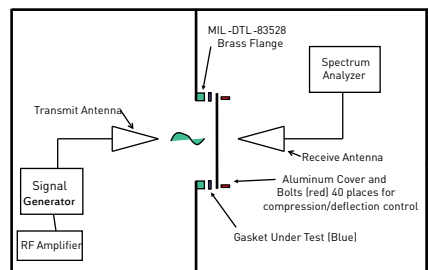 MIL-DTL-83528
Brass Flange
Spectrum
Analyzer
Transmit Antenna
Receive Antenna
Signal
Generator
Aluminum Cover and
Bolts (red) 40 places for
compression/deflection control
RF Amplifier
Gasket Under Test (Blue)